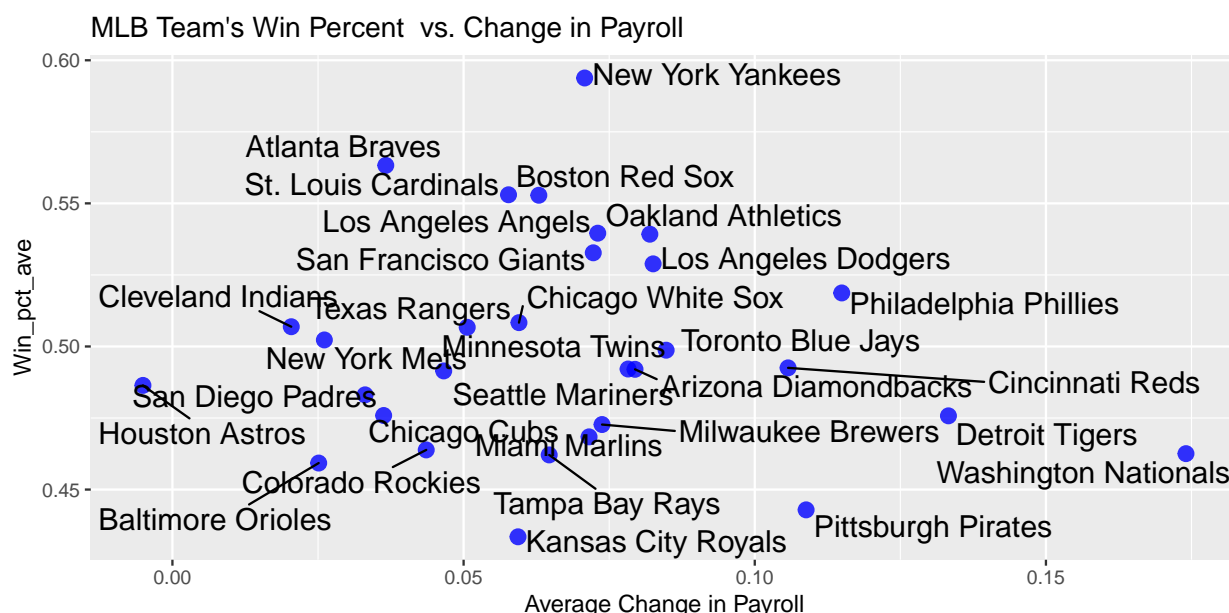 MLB Team's Win Percent  vs. Change in Payroll
0.60
New York Yankees
Atlanta Braves
St. Louis Cardinals
Boston Red Sox
0.55
Los Angeles Angels
Oakland Athletics
San Francisco Giants
Los Angeles Dodgers
Win_pct_ave
Cleveland Indians
Texas Rangers
Chicago White Sox
Philadelphia Phillies
0.50
New York Mets
Minnesota Twins
Toronto Blue Jays
San Diego Padres
Seattle Mariners
Arizona Diamondbacks
Cincinnati Reds
Houston Astros
Chicago Cubs
Miami Marlins
Milwaukee Brewers
Detroit Tigers
Washington Nationals
0.45
Colorado Rockies
Tampa Bay Rays
Baltimore Orioles
Kansas City Royals
Pittsburgh Pirates
0.00
0.05
0.10
0.15
Average Change in Payroll